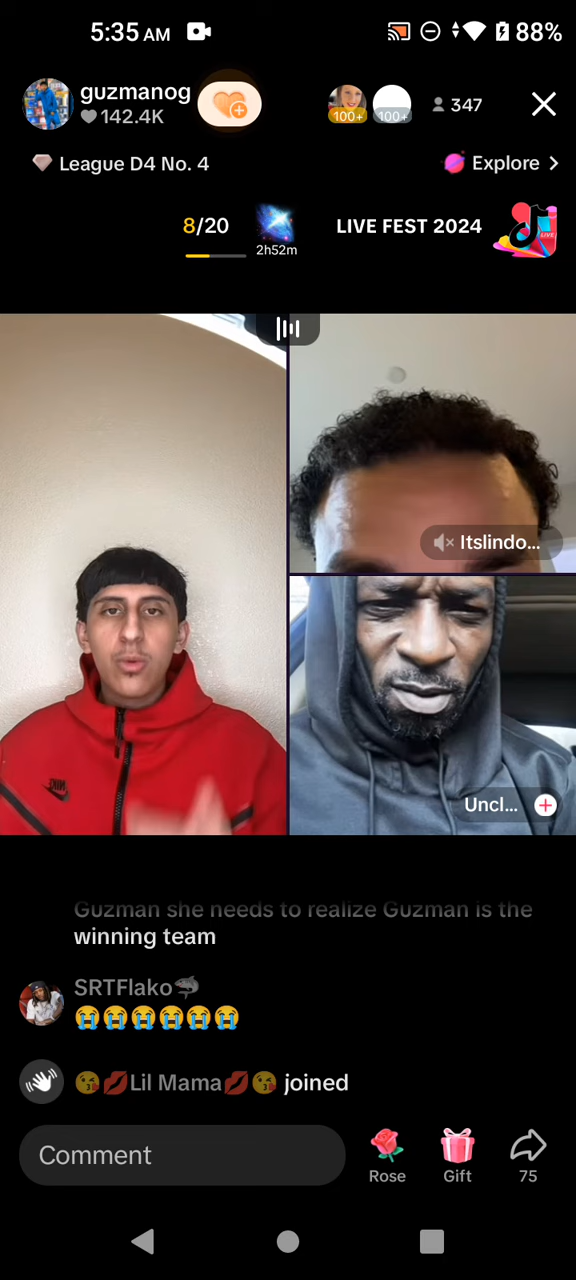 5:35 AM
88%
guzmanog
142.4K
100+
100+
347
League D4 No. 4
Explore >
8/20
2h52m
LIVE FEST 2024
LIVE
Itslindo...
Uncl...
Guzman she needs to realize Guzman is the
winning team
SRTFlako🦈
😭😭😭😭😭😭
😘💋Lil Mama💋😘 joined
Comment
Rose
Gift
75